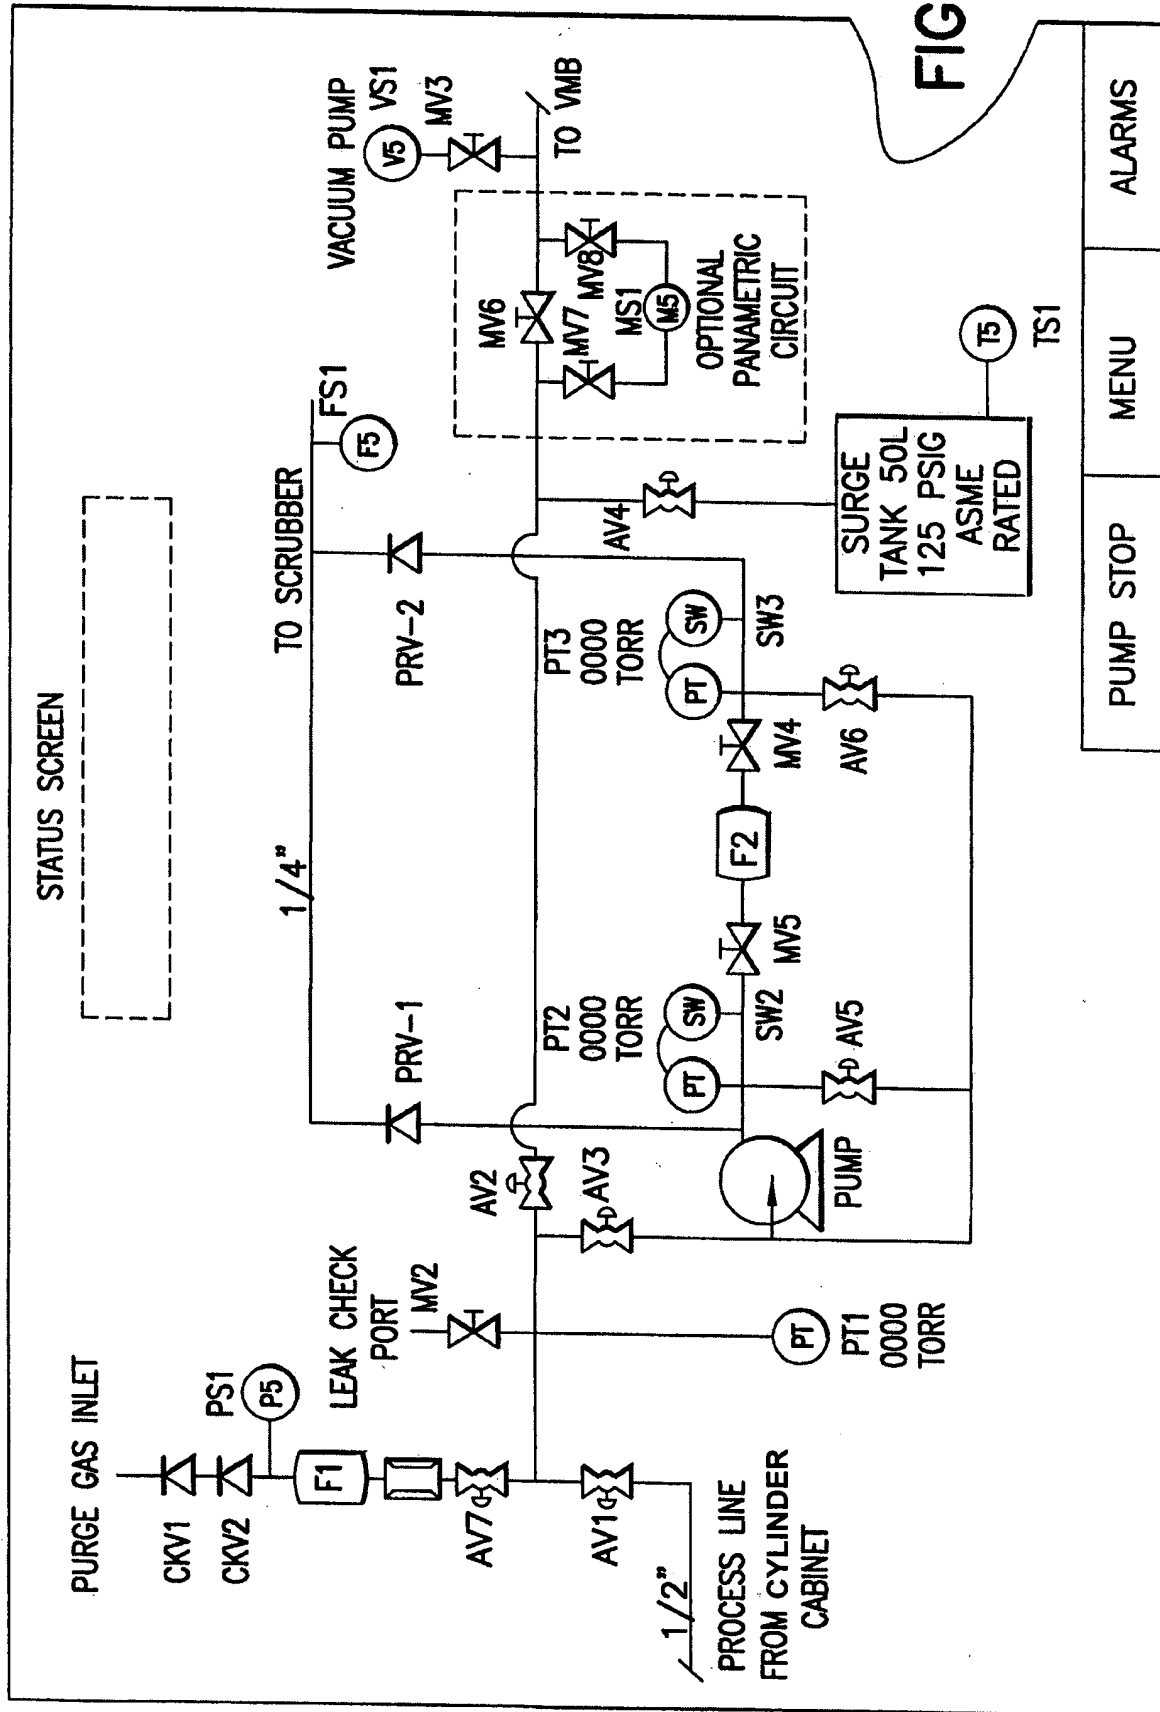 STATUS SCREEN
PURGE GAS INLET
CKV1
CKV2
PS1
P5
F1
AV7
AV1
1/2"
PROCESS LINE
FROM CYLINDER
CABINET
LEAK CHECK
PORT
MV2
PT
PT1
0000
TORR
AV2
AV3
PUMP
1/4"
TO SCRUBBER
FS1
F5
PRV-1
PRV-2
PT2
0000
TORR
PT
SW
SW2
AV5
MV5
F2
MV4
PT3
0000
TORR
PT
SW
SW3
AV6
AV4
SURGE
TANK 50L
125 PSIG
ASME
RATED
T5
TS1
MV6
MV7
MV8
MS1
M5
OPTIONAL
PANAMETRIC
CIRCUIT
VACUUM PUMP
VS1
V5
MV3
TO VMB
PUMP STOP
MENU
ALARMS
FIG